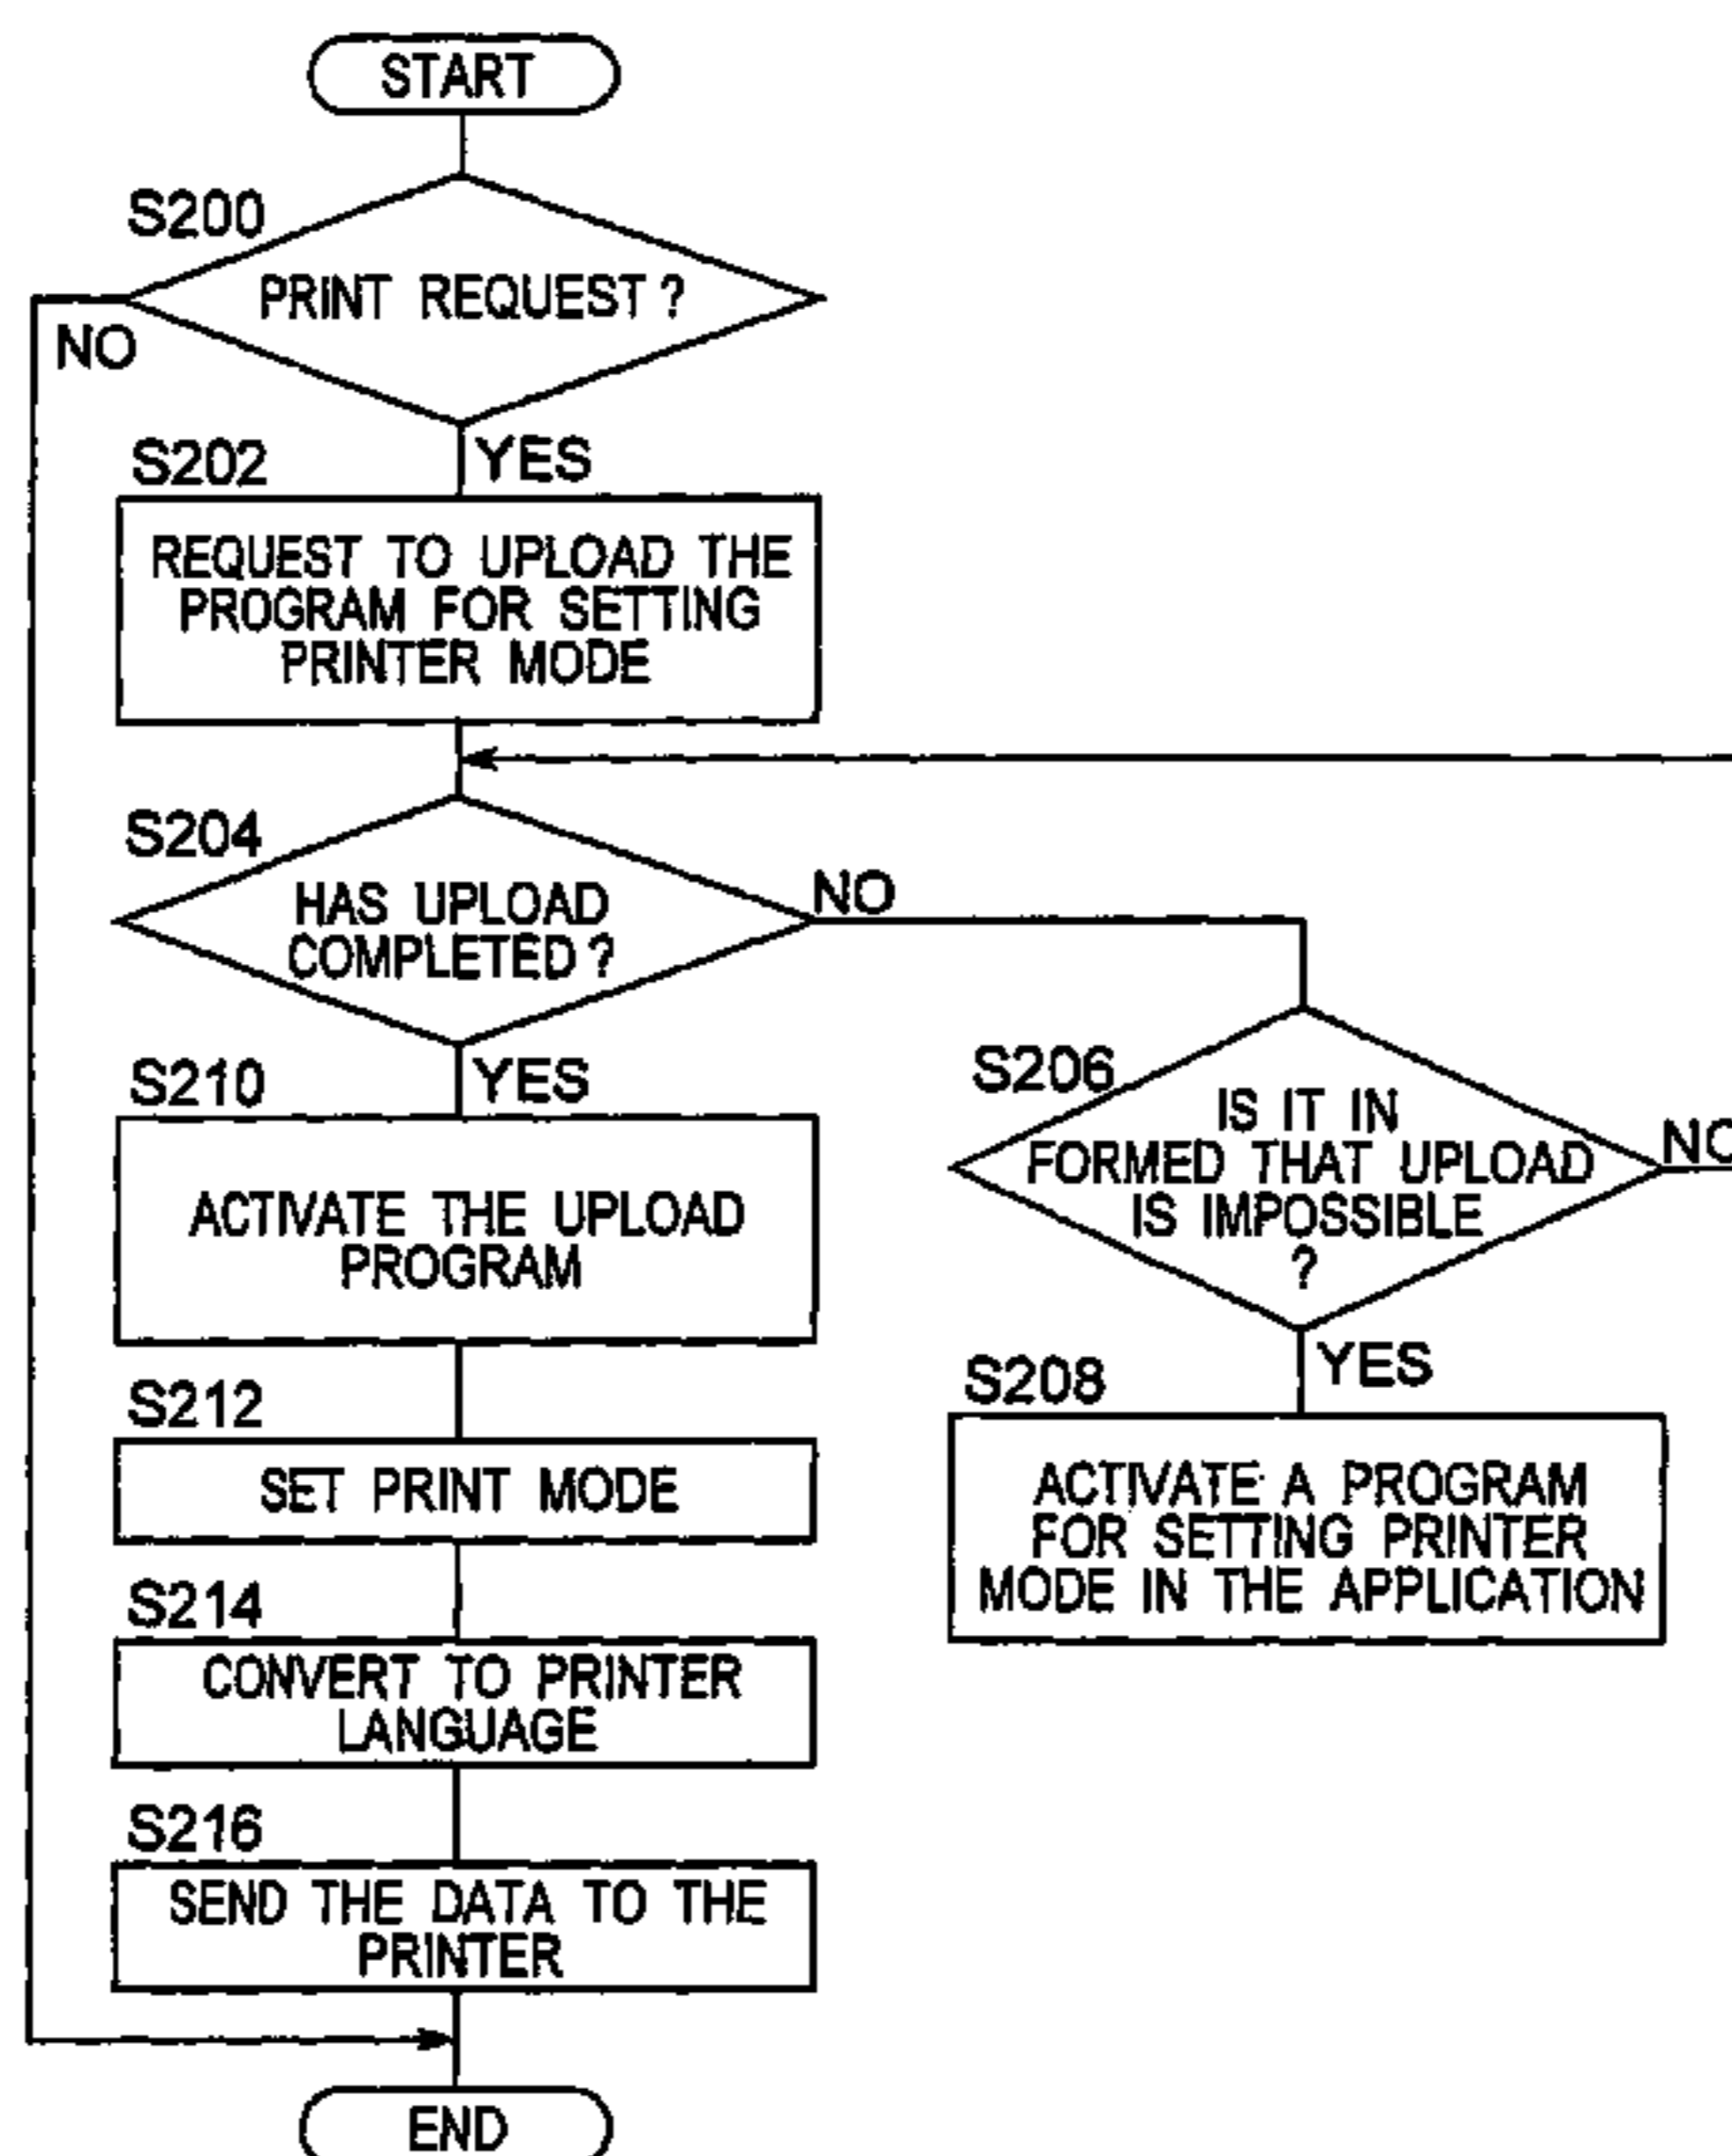 START
S200
PRINT REQUEST ?
NO
YES
S202
REQUEST TO UPLOAD THE
PROGRAM FOR SETTING
PRINTER MODE
S204
HAS UPLOAD
COMPLETED ?
NO
YES
S206
IS IT IN
FORMED THAT UPLOAD
IS IMPOSSIBLE
?
NO
YES
S208
ACTIVATE A PROGRAM
FOR SETTING PRINTER
MODE IN THE APPLICATION
S210
ACTIVATE THE UPLOAD
PROGRAM
S212
SET PRINT MODE
S214
CONVERT TO PRINTER
LANGUAGE
S216
SEND THE DATA TO THE
PRINTER
END